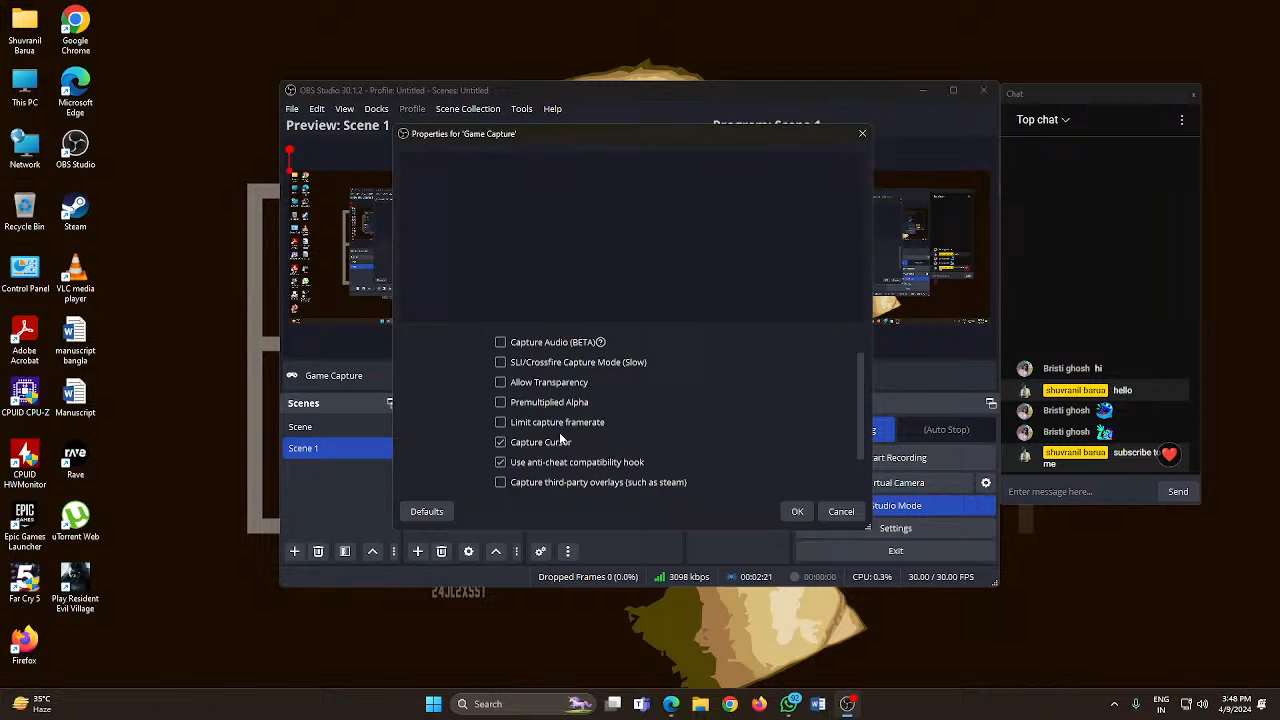 Shuvranil
Barua
Google
Chrome
This PC
Microsoft
Edge
Network
OBS Studio
Recycle Bin
Steam
Control Panel
VLC media
player
Adobe
Acrobat
manuscript
bangla
CPUID CPU-Z
Manuscript
CPUID
HWMonitor
Rave
Epic Games
Launcher
uTorrent Web
Far Cry 5
Play Resident
Evil Village
Firefox
OBS Studio 30.1.2 - Profile: Untitled - Scenes: Untitled
File Edit View Docks Profile Scene Collection Tools Help
Preview: Scene 1
Program: Scene 1
Properties for 'Game Capture'
Capture Audio (BETA)
SLI/Crossfire Capture Mode (Slow)
Allow Transparency
Premultiplied Alpha
Limit capture framerate
Capture Cursor
Use anti-cheat compatibility hook
Capture third-party overlays (such as steam)
Defaults
OK
Cancel
Game Capture
Scenes
Scene
Scene 1
(Auto Stop)
Studio Mode
Settings
Exit
Dropped Frames 0 (0.0%) 3098 kbps 00:02:21 00:00:00 CPU: 0.3% 30.00 / 30.00 FPS
24JL2XSST
Chat
Top chat
Bristi ghosh hi
shuvranil barua hello
Bristi ghosh
Bristi ghosh
shuvranil barua subscribe to
me
Enter message here...
Send
35°C
Haze
Search
92
ENG
IN
3:48 PM
4/9/2024